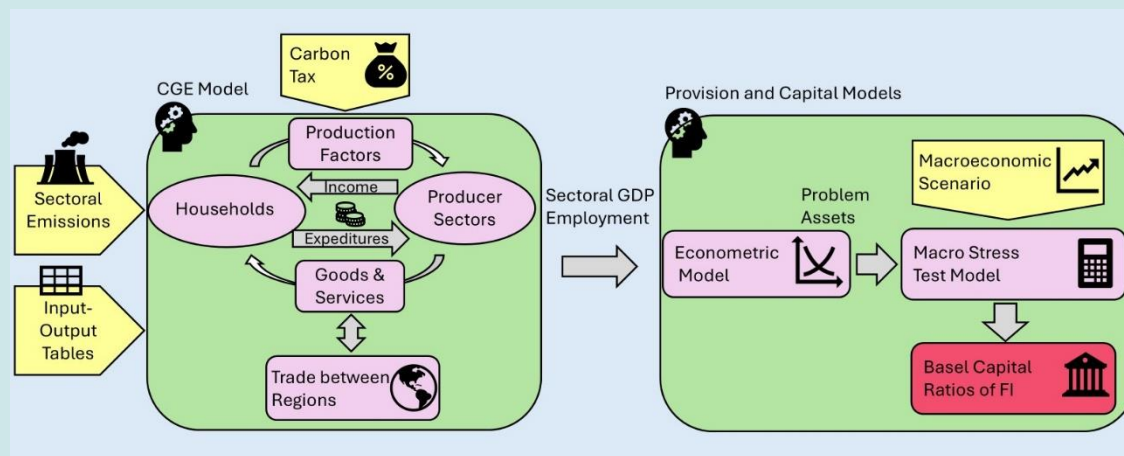 Carbon
Tax
%
CGE Model
Provision and Capital Models
Production
Factors
Macroeconomic
Scenario
Sectoral
Emissions
Households
Income
Expeditures
Producer
Sectors
Sectoral GDP
Employment
Problem
Assets
Econometric
Model
Macro Stress
Test Model
Goods &
Services
Input-
Output
Tables
Trade between
Regions
Basel Capital
Ratios of FI